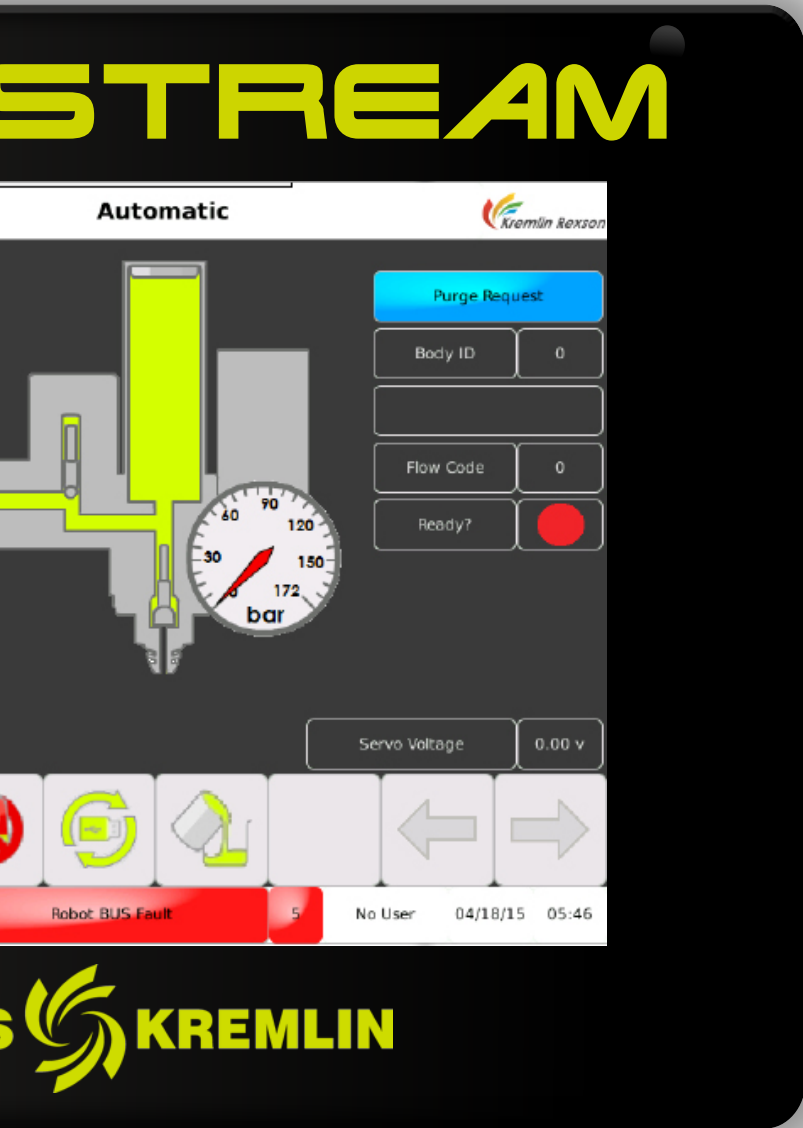 STREAM
Automatic
Kremlin Rexson
Purge Request
Body ID 0
Flow Code 0
Ready?
90
60 120
30 150
0 172
bar
Servo Voltage 0.00 v
Robot BUS Fault 5 No User 04/18/15 05:46
S KREMLIN